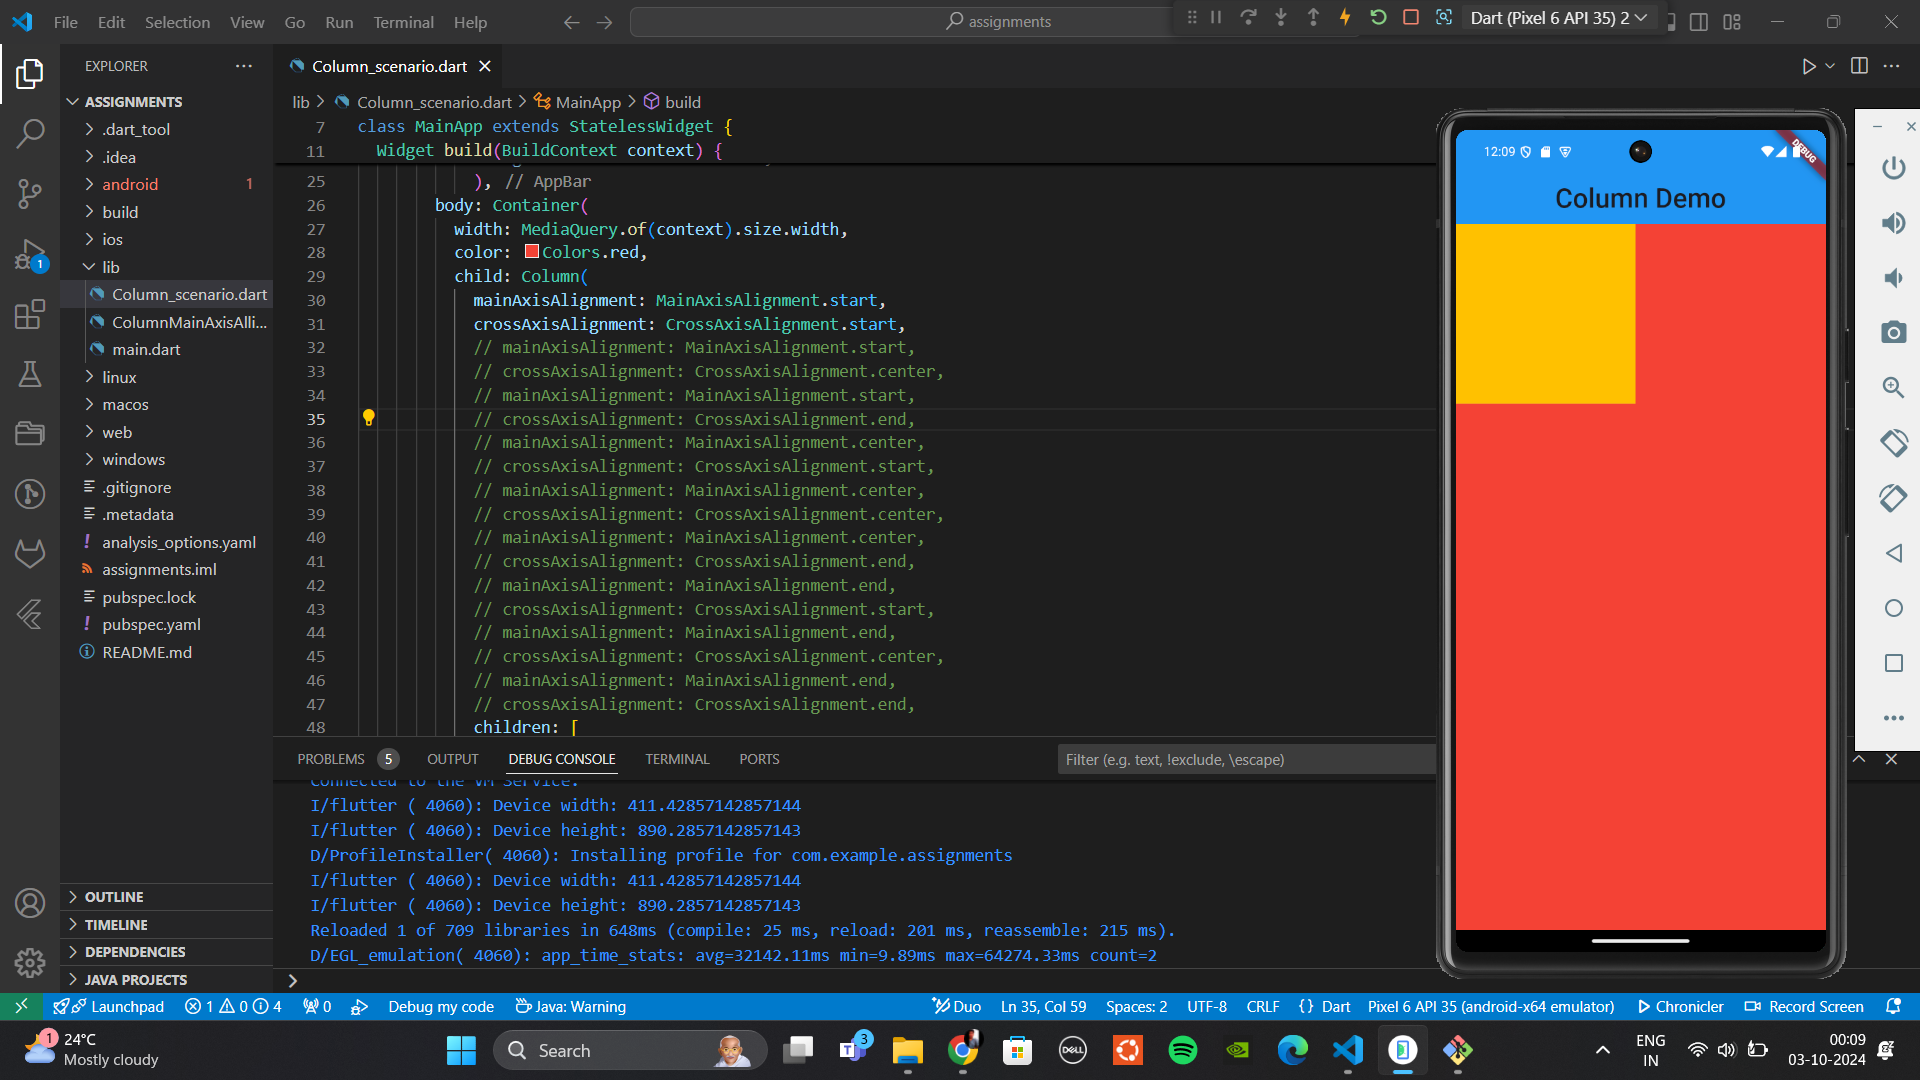 File Edit Selection View Go Run Terminal Help
assignments
Dart (Pixel 6 API 35) 2
EXPLORER
Column_scenario.dart
ASSIGNMENTS
lib > Column_scenario.dart > MainApp > build
.dart_tool
.idea
android 1
build
ios
lib
Column_scenario.dart
ColumnMainAxisAlli...
main.dart
linux
macos
web
windows
.gitignore
.metadata
analysis_options.yaml
assignments.iml
pubspec.lock
pubspec.yaml
README.md
OUTLINE
TIMELINE
DEPENDENCIES
JAVA PROJECTS
1
7 class MainApp extends StatelessWidget {
11 Widget build(BuildContext context) {
25 ), // AppBar
26 body: Container(
27 width: MediaQuery.of(context).size.width,
28 color: Colors.red,
29 child: Column(
30 mainAxisAlignment: MainAxisAlignment.start,
31 crossAxisAlignment: CrossAxisAlignment.start,
32 // mainAxisAlignment: MainAxisAlignment.start,
33 // crossAxisAlignment: CrossAxisAlignment.center,
34 // mainAxisAlignment: MainAxisAlignment.start,
35 // crossAxisAlignment: CrossAxisAlignment.end,
36 // mainAxisAlignment: MainAxisAlignment.center,
37 // crossAxisAlignment: CrossAxisAlignment.start,
38 // mainAxisAlignment: MainAxisAlignment.center,
39 // crossAxisAlignment: CrossAxisAlignment.center,
40 // mainAxisAlignment: MainAxisAlignment.center,
41 // crossAxisAlignment: CrossAxisAlignment.end,
42 // mainAxisAlignment: MainAxisAlignment.end,
43 // crossAxisAlignment: CrossAxisAlignment.start,
44 // mainAxisAlignment: MainAxisAlignment.end,
45 // crossAxisAlignment: CrossAxisAlignment.center,
46 // mainAxisAlignment: MainAxisAlignment.end,
47 // crossAxisAlignment: CrossAxisAlignment.end,
48 children: [
12:09
DEBUG
Column Demo
PROBLEMS 5 OUTPUT DEBUG CONSOLE TERMINAL PORTS
Filter (e.g. text, !exclude, \escape)
Connected to the VM Service.
I/flutter ( 4060): Device width: 411.42857142857144
I/flutter ( 4060): Device height: 890.2857142857143
D/ProfileInstaller( 4060): Installing profile for com.example.assignments
I/flutter ( 4060): Device width: 411.42857142857144
I/flutter ( 4060): Device height: 890.2857142857143
Reloaded 1 of 709 libraries in 648ms (compile: 25 ms, reload: 201 ms, reassemble: 215 ms).
D/EGL_emulation( 4060): app_time_stats: avg=32142.11ms min=9.89ms max=64274.33ms count=2
Launchpad 1 0 4 0 Debug my code Java: Warning Duo Ln 35, Col 59 Spaces: 2 UTF-8 CRLF { } Dart Pixel 6 API 35 (android-x64 emulator) Chronicler Record Screen
1
24°C
Mostly cloudy
Search
3
DELL
ENG
IN
00:09
03-10-2024